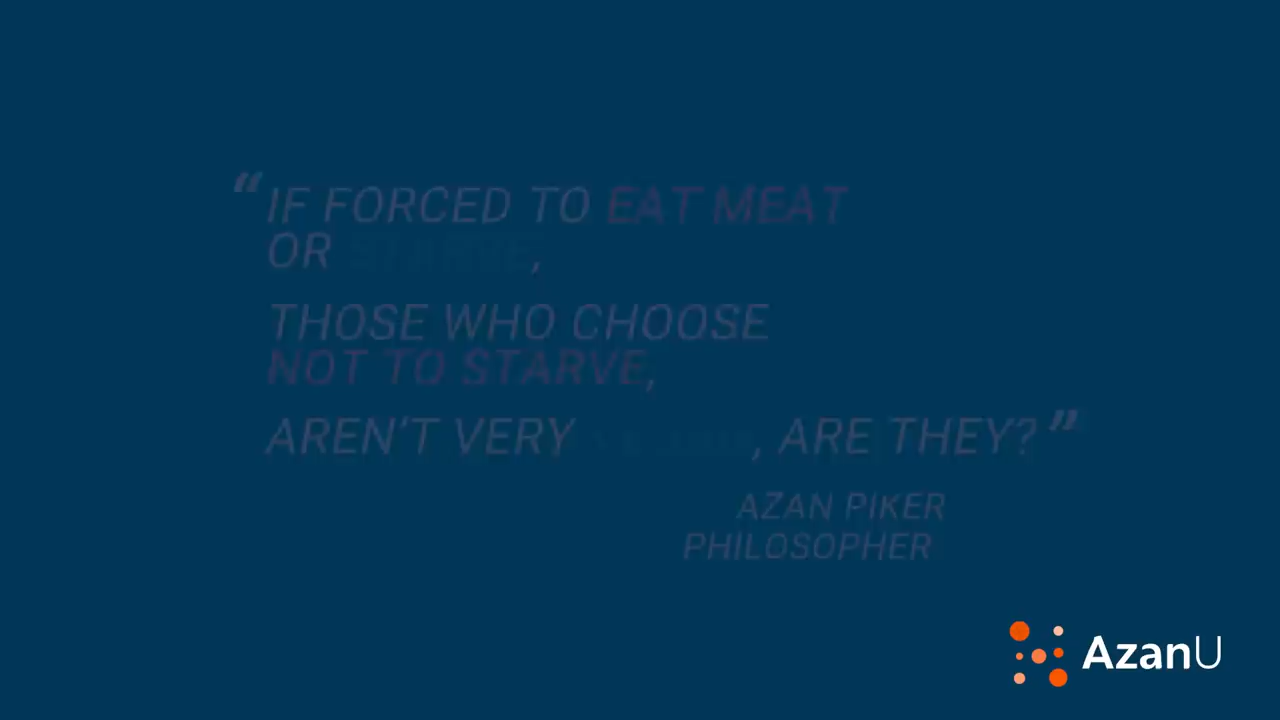 “IF FORCED TO EAT MEAT
OR STARVE,
THOSE WHO CHOOSE
NOT TO STARVE,
AREN’T VERY , ARE THEY?”
AZAN PIKER
PHILOSOPHER
AzanU